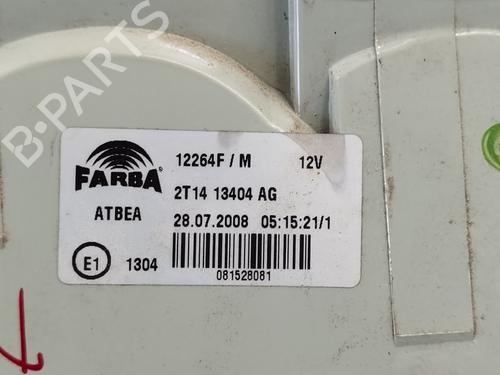 B-PARTS
FARBA
12264F / M 12V
2T14 13404 AG
ATBEA 28.07.2008 05:15:21/1
E1 1304
081528081